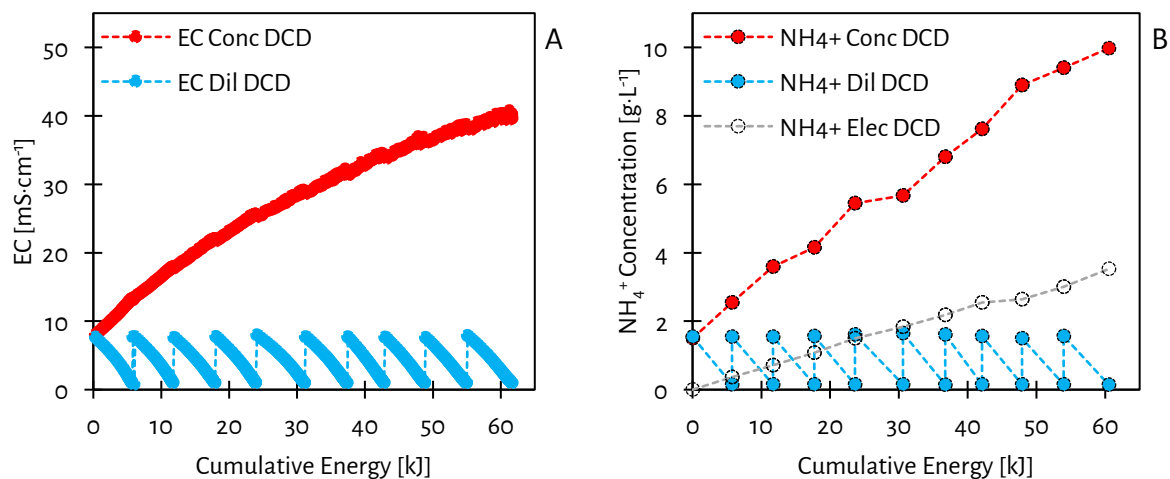 A
EC Conc DCD
EC Dil DCD
EC [mS·cm⁻¹]
50
40
30
20
10
0
0 10 20 30 40 50 60
Cumulative Energy [kJ]
B
NH4+ Conc DCD
NH4+ Dil DCD
NH4+ Elec DCD
NH₄⁺ Concentration [g·L⁻¹]
10
8
6
4
2
0
0 10 20 30 40 50 60
Cumulative Energy [kJ]